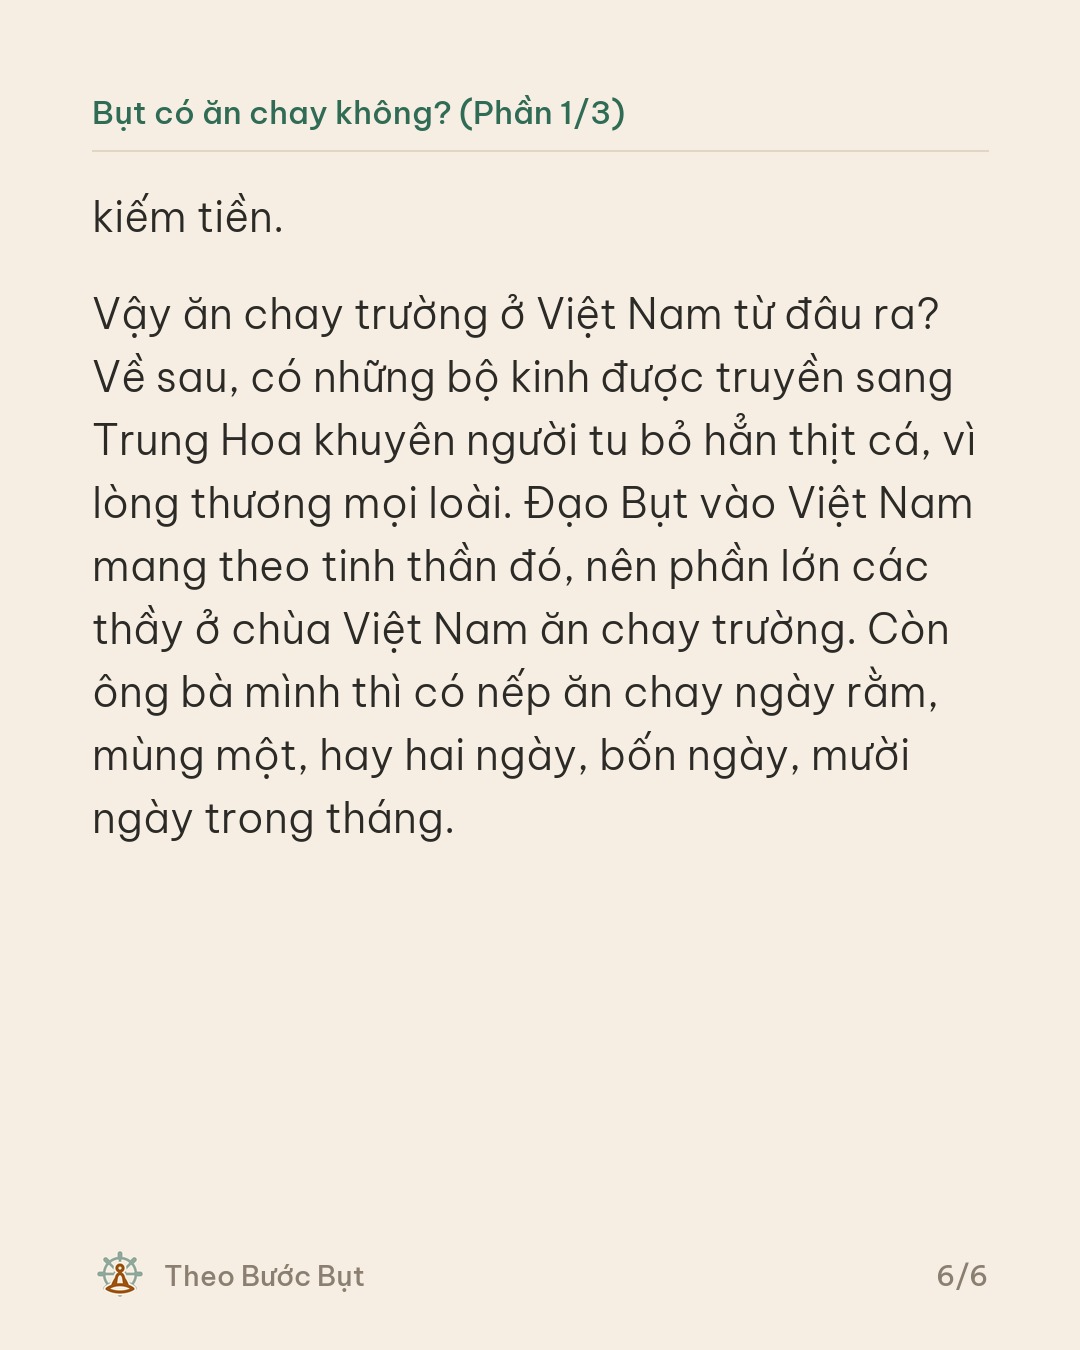 Bụt có ăn chay không? (Phần 1/3)
kiếm tiền.
Vậy ăn chay trường ở Việt Nam từ đâu ra?
Về sau, có những bộ kinh được truyền sang
Trung Hoa khuyên người tu bỏ hẳn thịt cá, vì
lòng thương mọi loài. Đạo Bụt vào Việt Nam
mang theo tinh thần đó, nên phần lớn các
thầy ở chùa Việt Nam ăn chay trường. Còn
ông bà mình thì có nếp ăn chay ngày rằm,
mùng một, hay hai ngày, bốn ngày, mười
ngày trong tháng.
Theo Bước Bụt
6/6